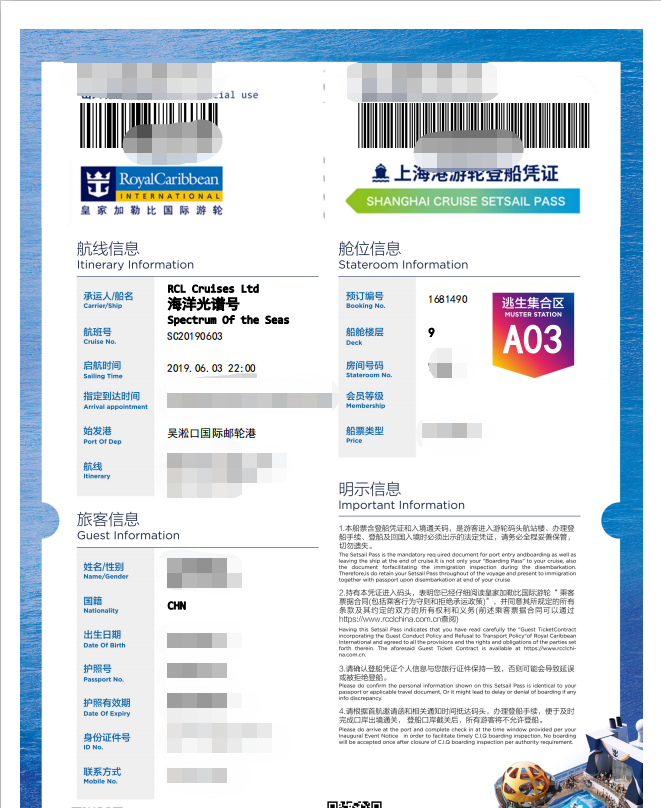 cial use
RoyalCaribbean
INTERNATIONAL
皇家加勒比国际游轮
上海港游轮登船凭证
SHANGHAI CRUISE SETSAIL PASS
航线信息
Itinerary Information
承运人/船名
Carrier/Ship
RCL Cruises Ltd
海洋光谱号
Spectrum Of the Seas
航班号
Cruise No.
SC20190603
启航时间
Sailing Time
2019.06.03 22:00
指定到达时间
Arrival appointment
始发港
Port Of Dep
吴淞口国际邮轮港
航线
Itinerary
旅客信息
Guest Information
姓名/性别
Name/Gender
国籍
Nationality
CHN
出生日期
Date Of Birth
护照号
Passport No.
护照有效期
Date Of Expiry
身份证件号
ID No.
联系方式
Mobile No.
舱位信息
Stateroom Information
预订编号
Booking No.
1681490
船舱楼层
Deck
9
房间号码
Stateroom No.
会员等级
Membership
船票类型
Price
逃生集合区
MUSTER STATION
A03
明示信息
Important Information
1.本船票含登船凭证和入境通关码，是游客进入游轮码头航站楼、办理登
船手续、登船及回国入境时必须出示的法定凭证，请务必全程妥善保管，
切勿遗失。
The Setsail Pass is the mandatory req uired document for port entry andboarding as well as
leaving the ship at the end of cruise.It is not only your "Boarding Pass" to your cruise, also
the document forfacilitating the immigration inspection during the disembarkation.
Therefore,is do retain your Setsail Pass throughout of the voyage and present to immigration
together with passport upon disembarkation at end of your cruise
2.持有本凭证进入码头，表明您已经仔细阅读皇家加勒比国际游轮“乘客
票据合同(包括乘客行为守则和拒绝承运政策)”，并同意其所规定的所有
条款及其约定的双方的所有权利和义务(前述乘客票据合同可以通过
https://www.rcclchina.com.cn查阅)
Having this Setsail Pass indicates that you have read carefully the "Guest TicketContract
incorporating the Guest Conduct Policy and Refusal to Transport Policy"of Royal Caribbean
International and agreed to all the provisions and the rights and obligations of the parties set
forth therein. The aforesaid Guest Ticket Contract is available at https://www.rcclchi-
na.com.cn.
3.请确认登船凭证个人信息与您旅行证件保持一致，否则可能会导致延误
或被拒绝登船。
Please do confirm the personal information shown on this Setsail Pass is identical to your
passport or applicable travel document, Or it might lead to delay or denial of boarding if any
info discrepancy.
4.请根据首航邀请函和相关通知时间抵达码头，办理登船手续，便于及时
完成口岸出境通关，登船口岸截关后，所有游客将不允许登船。
Please do arrive at the port and complete check in at the time window provided per your
Inaugural Event Notice in order to facilitate timely C.I.Q boarding inspection, No boarding
will be accepted once after closure of C.I.Q boarding inspection per authority requirement.